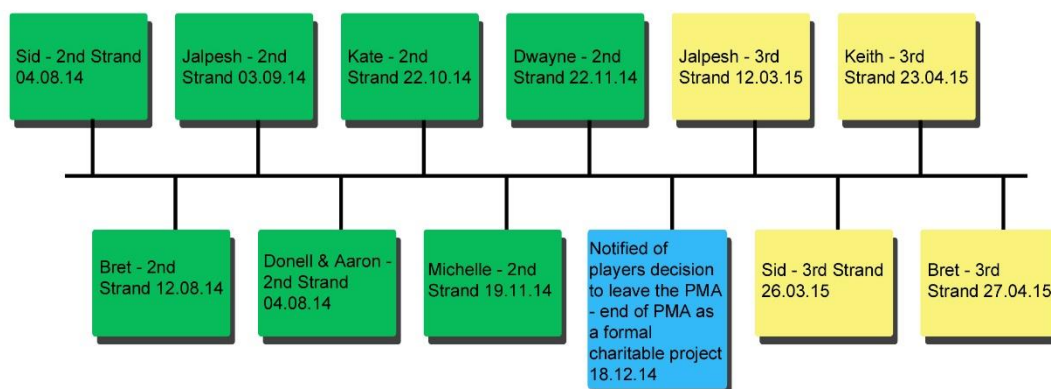 Sid - 2nd Strand
04.08.14
Jalpesh - 2nd
Strand 03.09.14
Kate - 2nd
Strand 22.10.14
Dwayne - 2nd
Strand 22.11.14
Jalpesh - 3rd
Strand 12.03.15
Keith - 3rd
Strand 23.04.15
Bret - 2nd
Strand 12.08.14
Donell & Aaron -
2nd Strand
04.08.14
Michelle - 2nd
Strand 19.11.14
Notified of
players decision
to leave the PMA
- end of PMA as
a formal
charitable project
18.12.14
Sid - 3rd Strand
26.03.15
Bret - 3rd
Strand 27.04.15